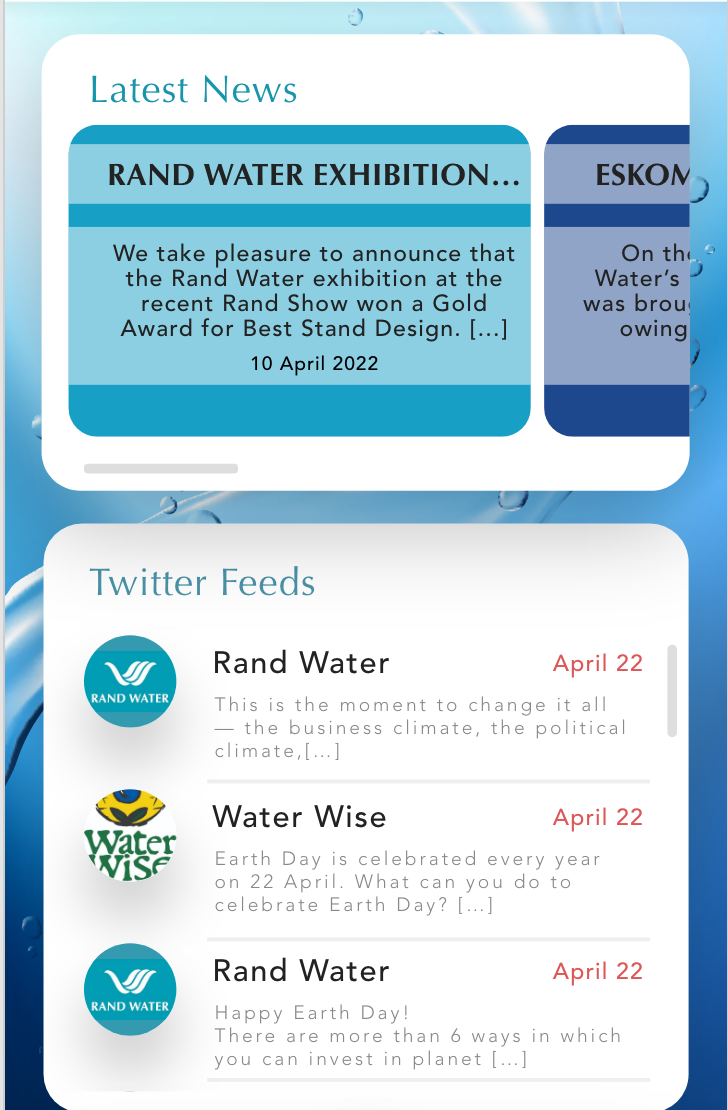 Latest News
RAND WATER EXHIBITION...
We take pleasure to announce that
the Rand Water exhibition at the
recent Rand Show won a Gold
Award for Best Stand Design. [...]
10 April 2022
ESKOM
On the
Water’s
was
owing
Twitter Feeds
RAND WATER
Rand Water
April 22
This is the moment to change it all
— the business climate, the political
climate,[...]
Water
Wise
Water Wise
April 22
Earth Day is celebrated every year
on 22 April. What can you do to
celebrate Earth Day? [...]
RAND WATER
Rand Water
April 22
Happy Earth Day!
There are more than 6 ways in which
you can invest in planet [...]